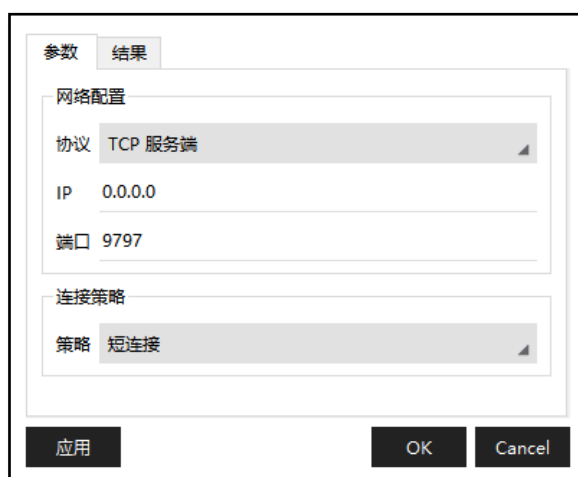 参数 结果
网络配置
协议 TCP 服务端
IP 0.0.0.0
端口 9797
连接策略
策略 短连接
应用 OK Cancel